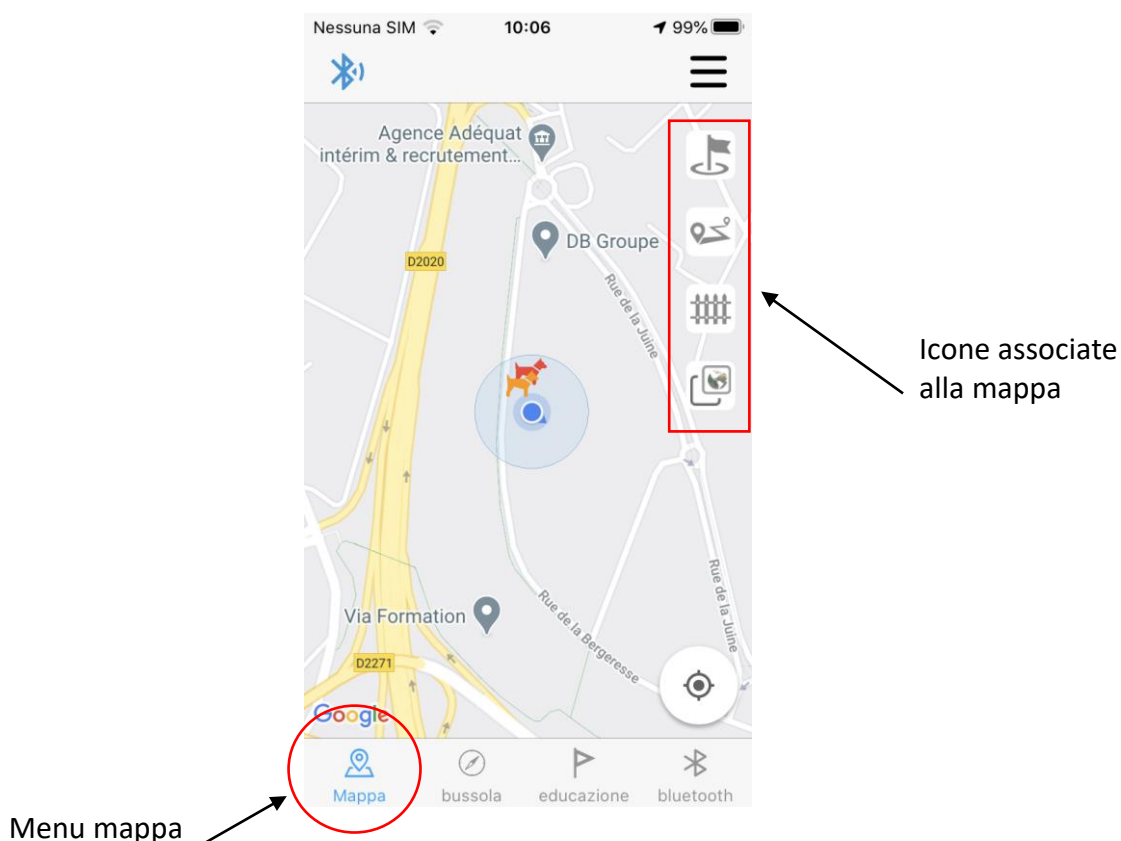 Nessuna SIM 10:06 99%
Agence Adéquat
intérim & recrutement...
DB Groupe
D2020
Rue de la Juine
Icone associate
alla mappa
Rue de la Juine
Via Formation
Rue de la Bergeresse
D2271
Google
Mappa bussola educazione bluetooth
Menu mappa